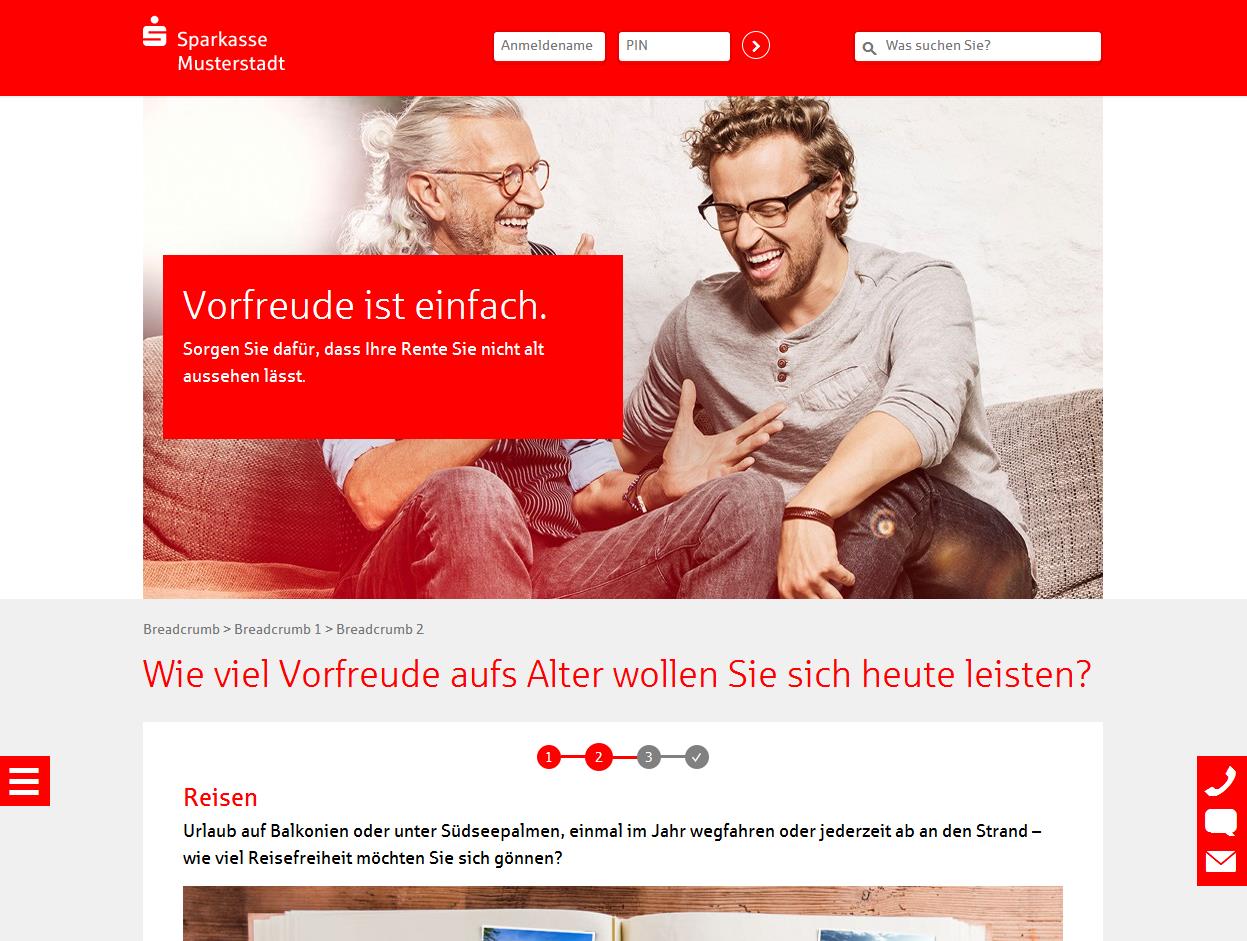 Sparkasse
Musterstadt
Anmeldename
PIN
Was suchen Sie?
Vorfreude ist einfach.
Sorgen Sie dafür, dass Ihre Rente Sie nicht alt
aussehen lässt.
Breadcrumb > Breadcrumb 1 > Breadcrumb 2
Wie viel Vorfreude aufs Alter wollen Sie sich heute leisten?
1 2 3
Reisen
Urlaub auf Balkonien oder unter Südseepalmen, einmal im Jahr wegfahren oder jederzeit ab an den Strand –
wie viel Reisefreiheit möchten Sie sich gönnen?